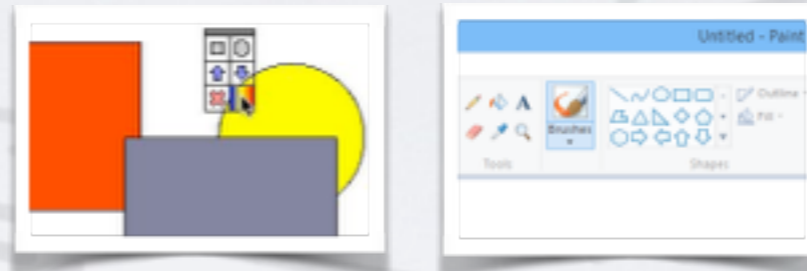 Untitled - Paint
A
Outline
Brushes
Fill
Tools
Shapes